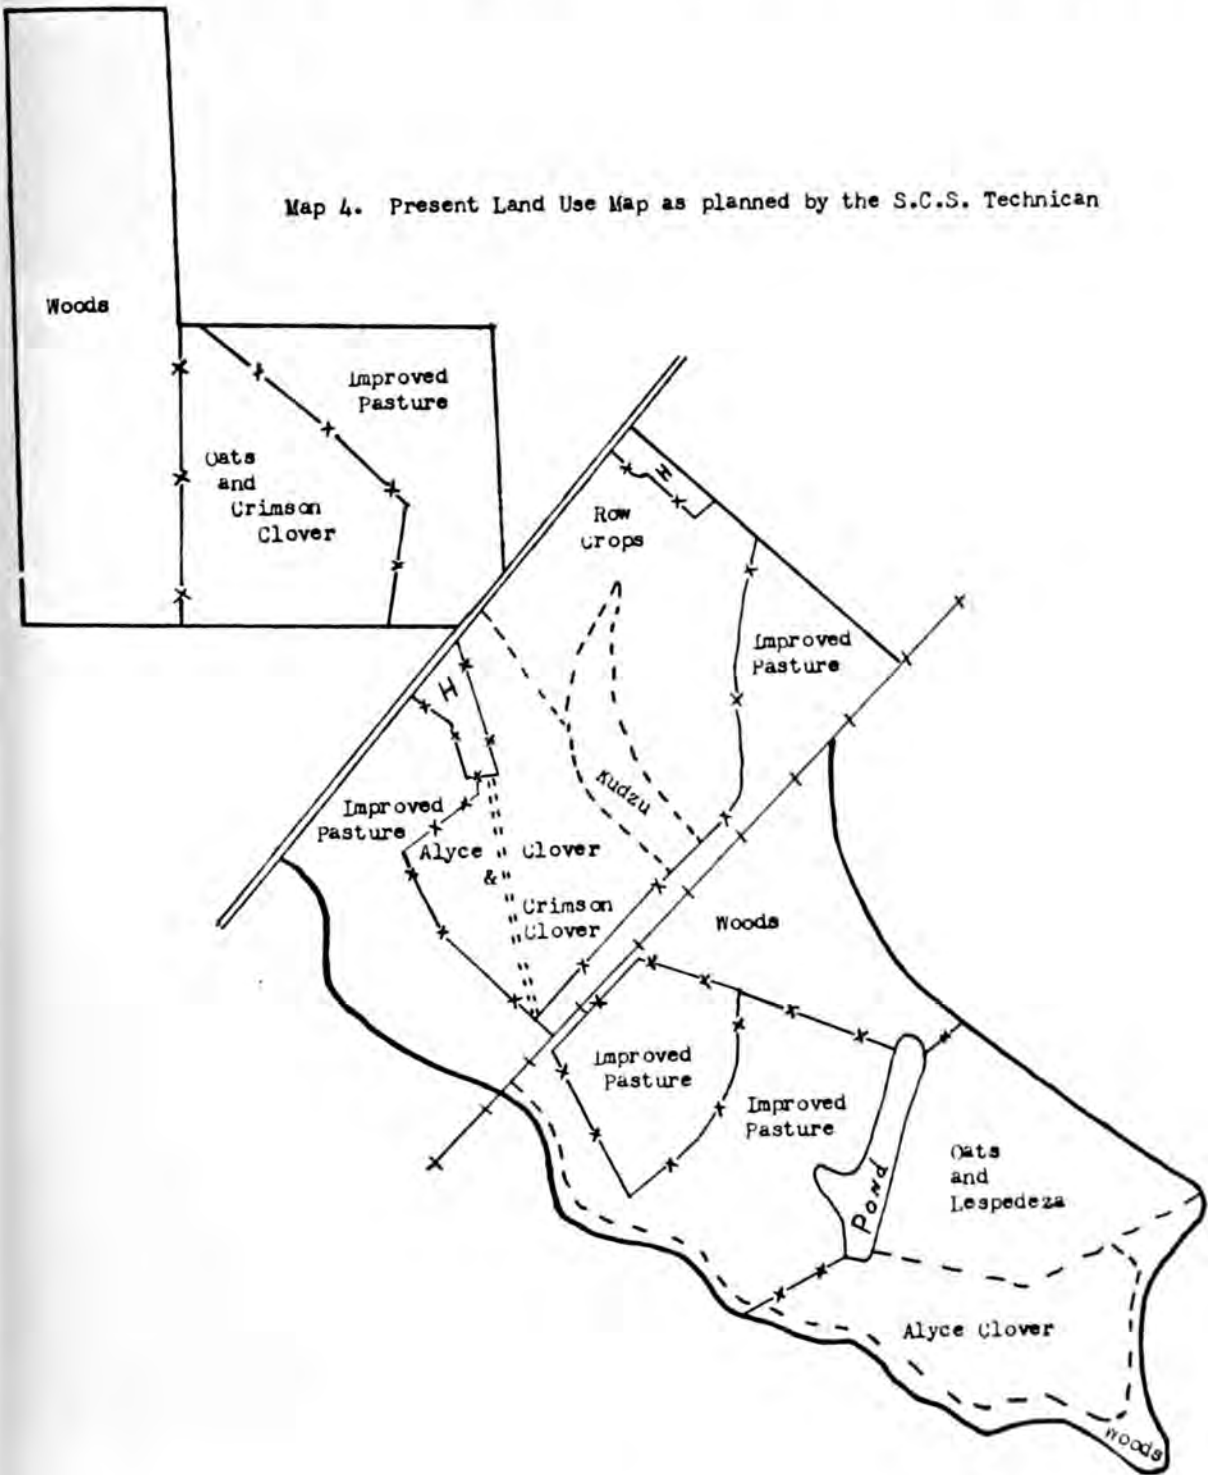 Map 4. Present Land Use Map as planned by the S.C.S. Technican
Woods
Improved
Pasture
Oats
and
Crimson
Clover
H
Row
Crops
Improved
Pasture
H
Kudzu
Improved
Pasture
Alyce Clover
&
Crimson
Clover
Woods
Improved
Pasture
Improved
Pasture
Pond
Oats
and
Lespedeza
Alyce Clover
Woods